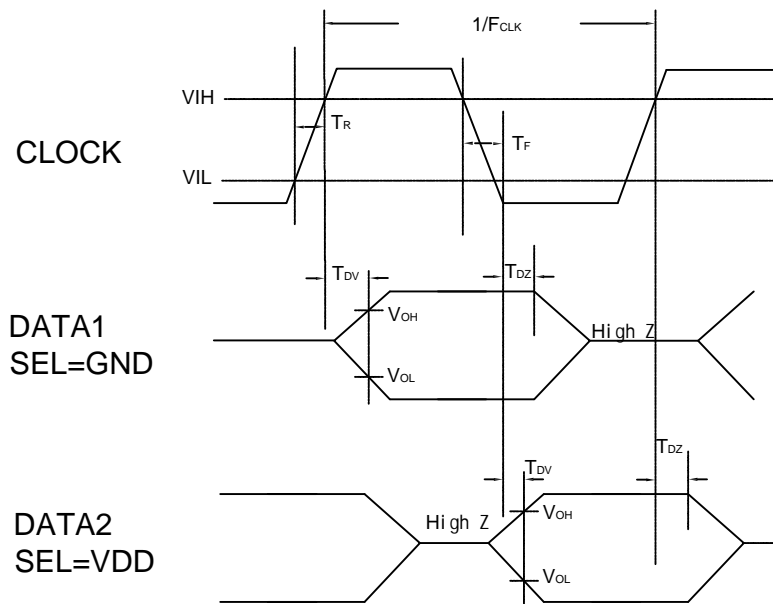 1/FCLK
VIH
TR
TF
CLOCK
VIL
TDV
TDZ
DATA1
SEL=GND
VOH
High Z
VOL
TDZ
TDV
DATA2
SEL=VDD
High Z
VOH
VOL